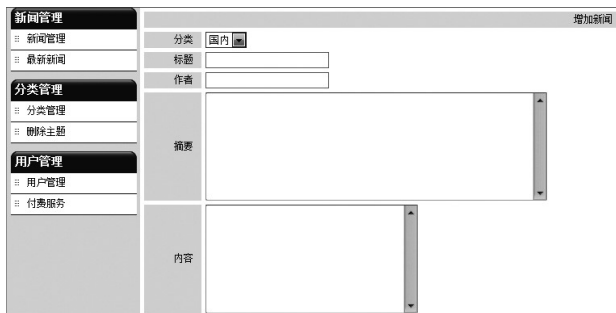 新闻管理
新闻管理
最新新闻
分类管理
分类管理
删除主题
用户管理
用户管理
付费服务
增加新闻
分类 国内
标题
作者
摘要
内容